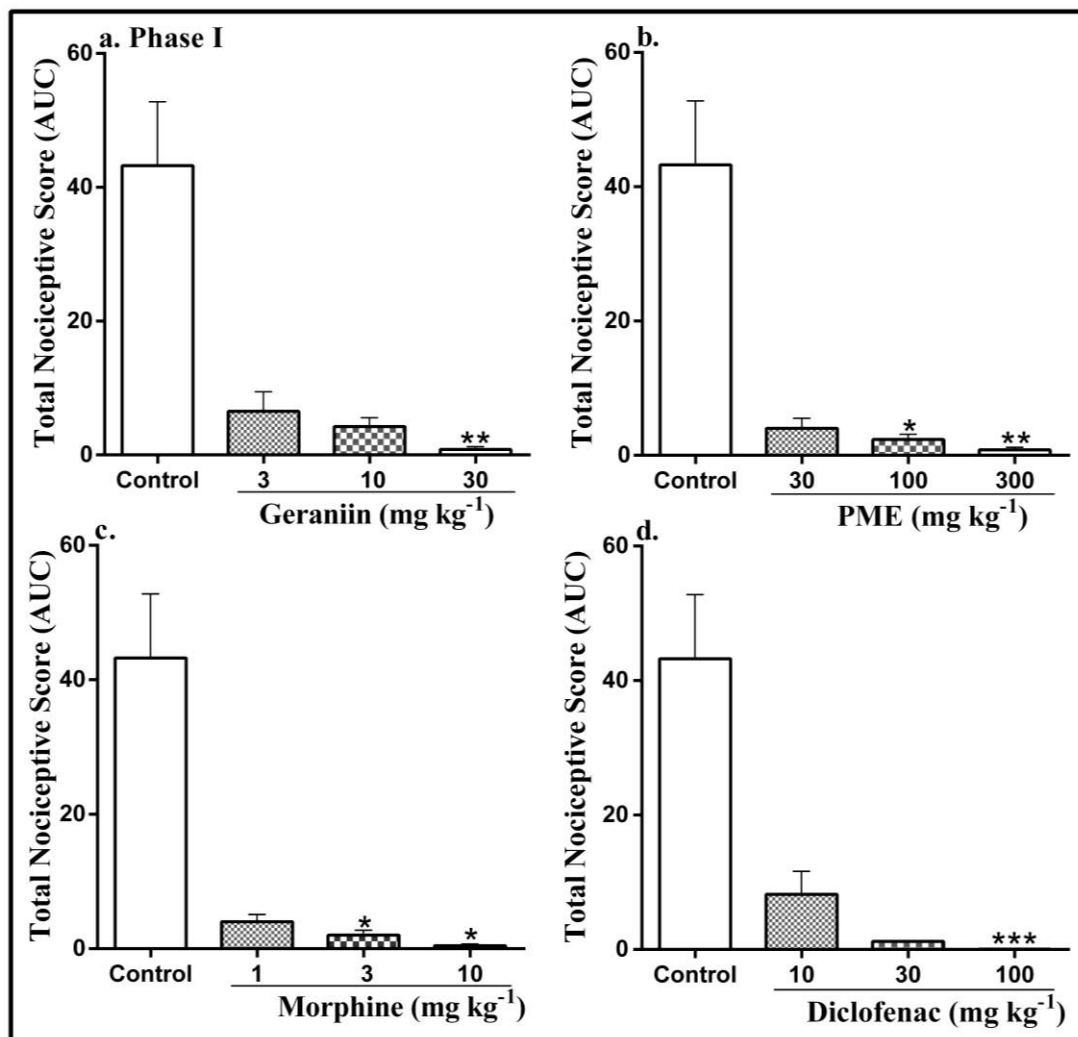 a. Phase I
Total Nociceptive Score (AUC)
60
40
20
0
**
Control 3 10 30
Geraniin (mg kg⁻¹)
b.
Total Nociceptive Score (AUC)
60
40
20
0
* **
Control 30 100 300
PME (mg kg⁻¹)
c.
Total Nociceptive Score (AUC)
60
40
20
0
* *
Control 1 3 10
Morphine (mg kg⁻¹)
d.
Total Nociceptive Score (AUC)
60
40
20
0
***
Control 10 30 100
Diclofenac (mg kg⁻¹)